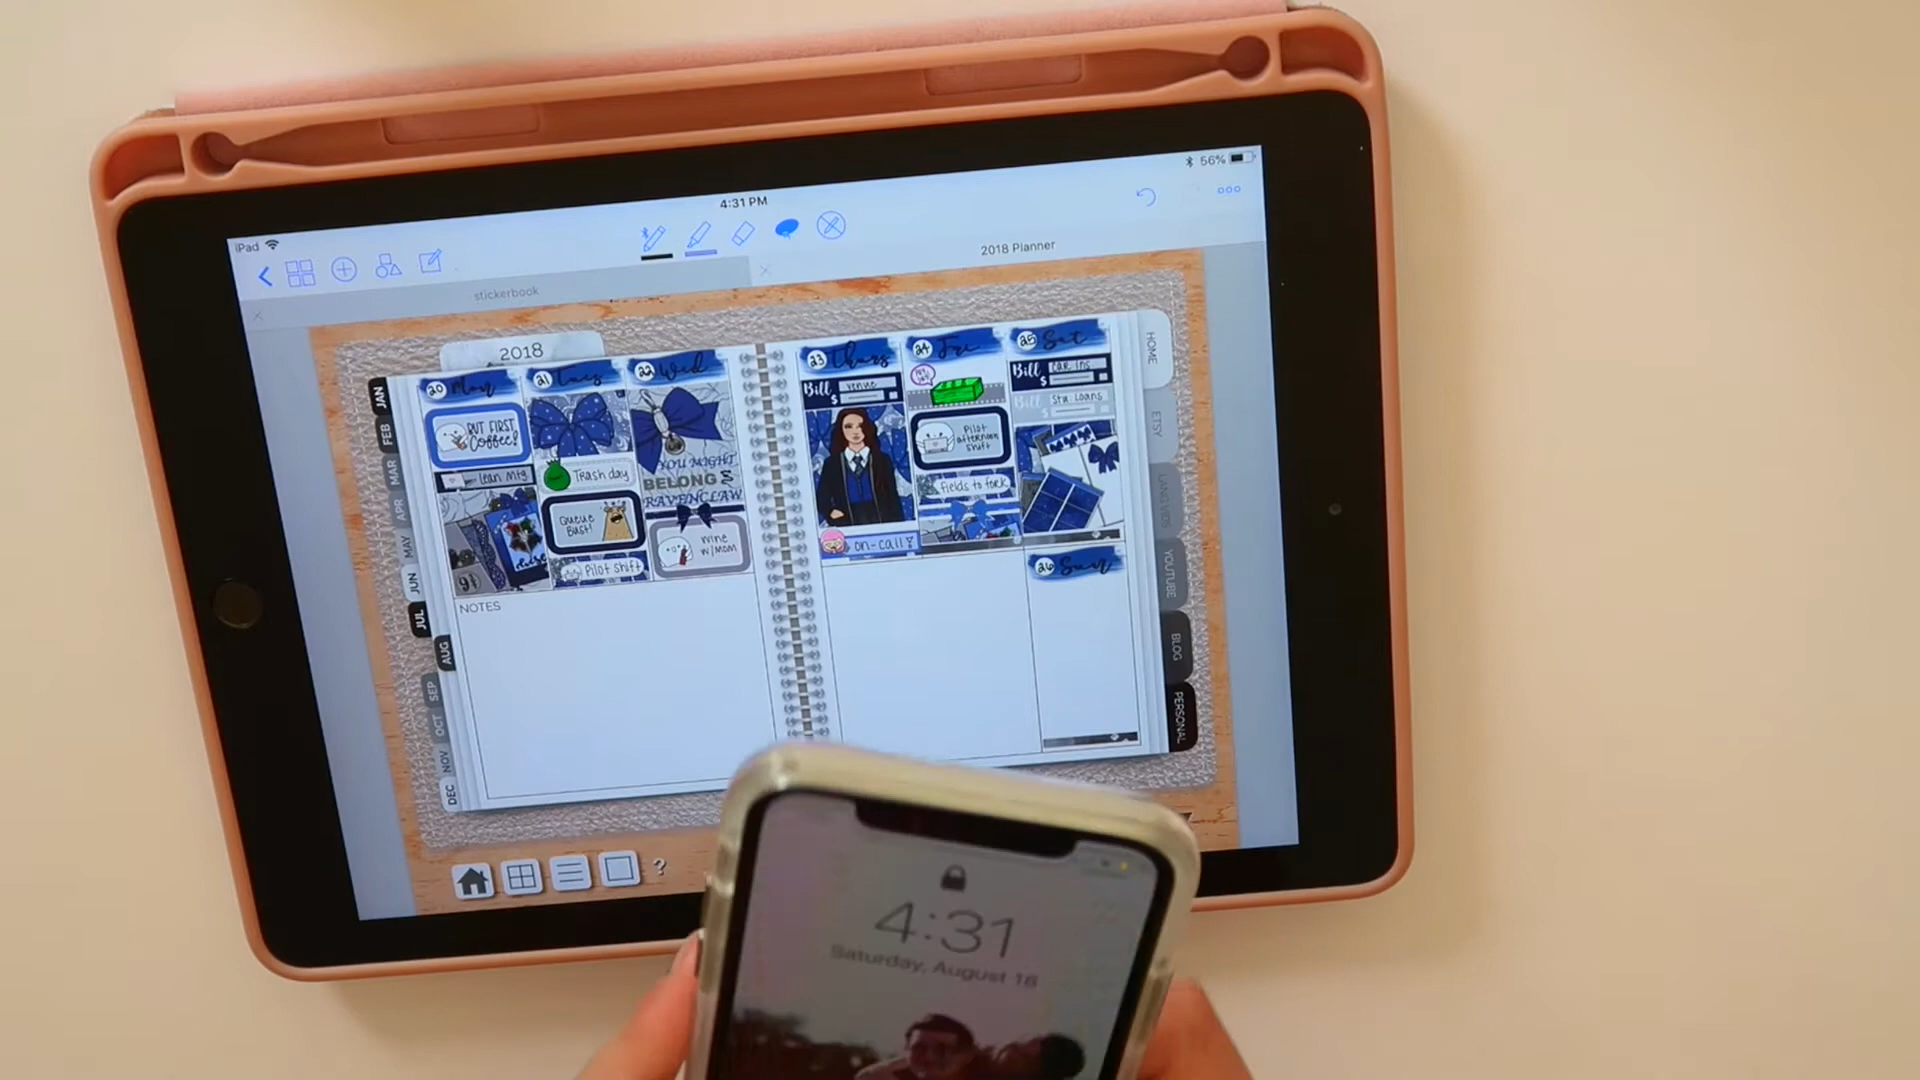 iPad
4:31 PM
56%
stickerbook
2018 Planner
2018
JAN
FEB
MAR
APR
MAY
JUN
JUL
AUG
SEP
OCT
NOV
DEC
20 Mon
BUT FIRST
Coffee!
lean mtg
21 Tues
Trash day
Queue
Bust!
Pilot shift
22 Wed
YOU MIGHT
BELONG
RAVENCLAW
wine
w/mom
NOTES
23 Thurs
Bill
venue
$
on-call
24 Fri
Pilot
afternoon
shift
fields to fork
25 Sat
Bill
car ins
$
Bill
stu. loans
$
26 Sun
HOME
ETSY
YOUTUBE
BLOG
PERSONAL
?
4:31
Saturday, August 18